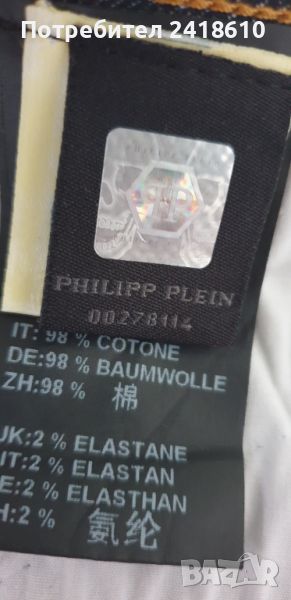 Потребител 2418610
PHILIPP PLEIN
00278114
IT: 98 % COTONE
DE:98 % BAUMWOLLE
ZH:98 % 棉
UK:2 % ELASTANE
IT:2 % ELASTAN
E:2 % ELASTHAN
H:2 % 氨纶
BAZAR